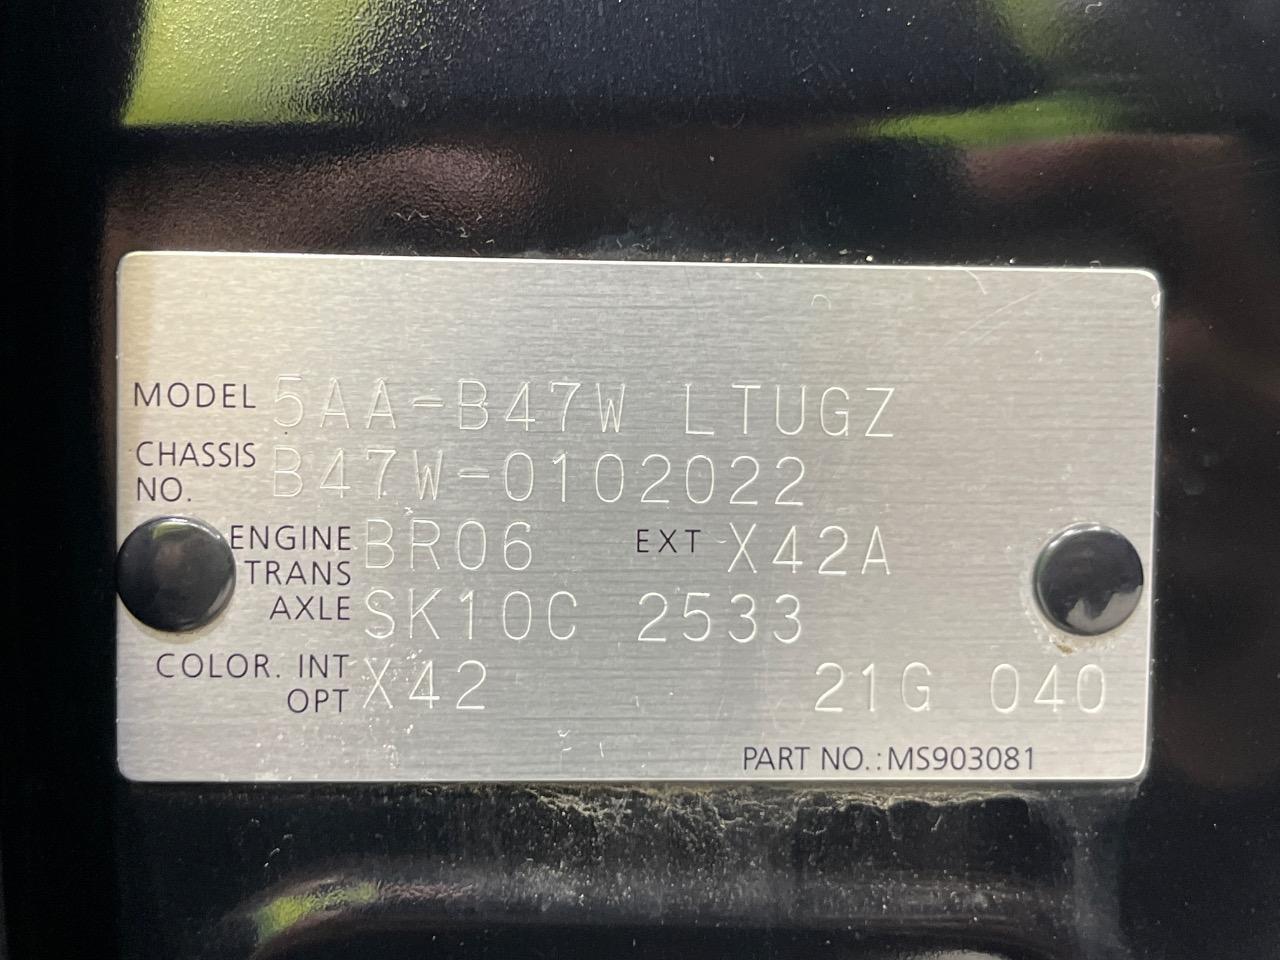 MODEL 5AA-B47W LTUGZ
CHASSIS NO. B47W-0102022
ENGINE BR06 EXT X42A
TRANS
AXLE SK10C 2533
COLOR. INT X42 21G 040
OPT
PART NO.:MS903081